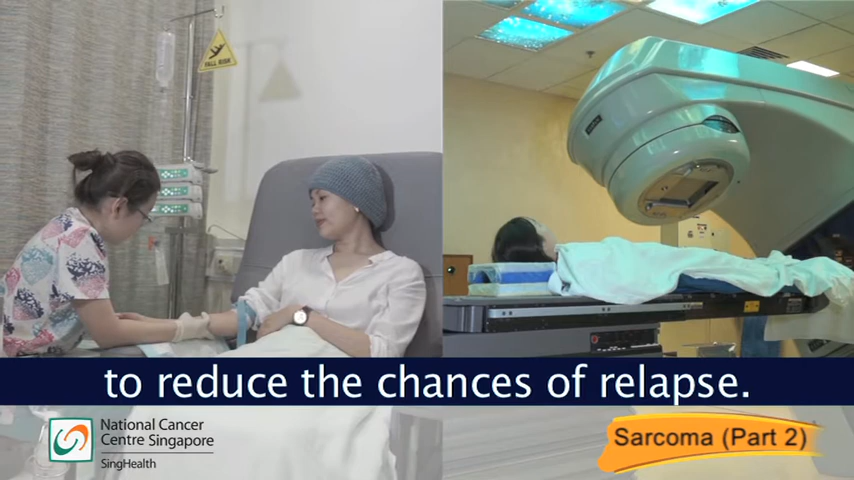 FALL RISK
to reduce the chances of relapse.
National Cancer
Centre Singapore
SingHealth
Sarcoma (Part 2)